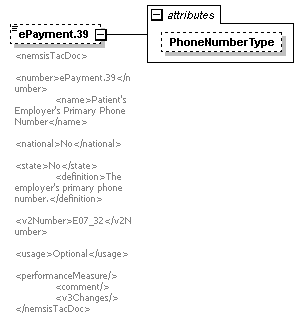 attributes
ePayment.39
PhoneNumberType
<nemsisTacDoc>
<number>ePayment.39</n
umber>
<name>Patient's
Employer's Primary Phone
Number</name>
<national>No</national>
<state>No</state>
<definition>The
employer's primary phone
number.</definition>
<v2Number>E07_32</v2N
umber>
<usage>Optional</usage>
<performanceMeasure/>
<comment/>
<v3Changes/>
</nemsisTacDoc>